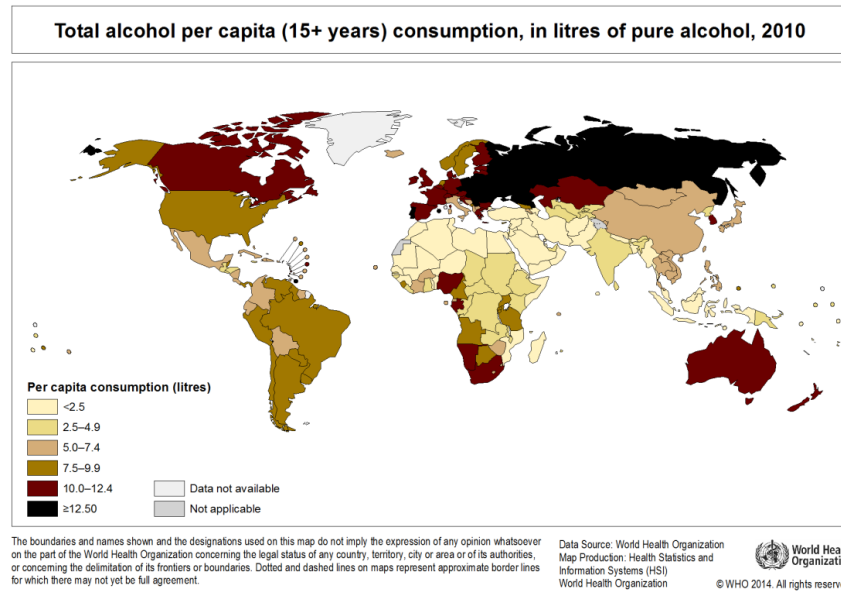 Total alcohol per capita (15+ years) consumption, in litres of pure alcohol, 2010
Per capita consumption (litres)
<2.5
2.5–4.9
5.0–7.4
7.5–9.9
10.0–12.4
≥12.50
Data not available
Not applicable
The boundaries and names shown and the designations used on this map do not imply the expression of any opinion whatsoever
on the part of the World Health Organization concerning the legal status of any country, territory, city or area or of its authorities,
or concerning the delimitation of its frontiers or boundaries. Dotted and dashed lines on maps represent approximate border lines
for which there may not yet be full agreement.
Data Source: World Health Organization
Map Production: Health Statistics and
Information Systems (HSI)
World Health Organization
World Hea
Organizati
© WHO 2014. All rights reserve